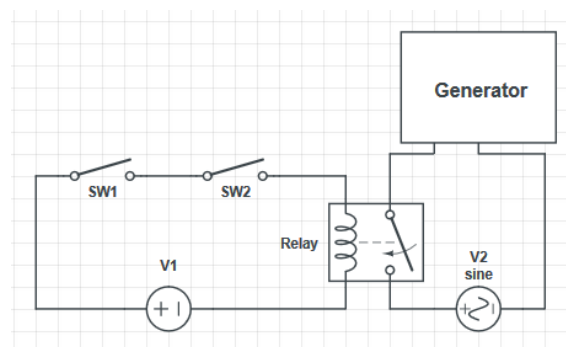 Generator
SW1
SW2
Relay
V1
V2
sine